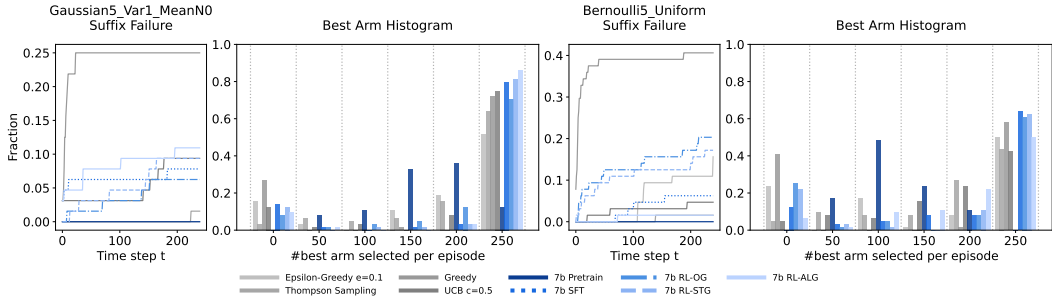 Gaussian5_Var1_MeanN0
Suffix Failure
Best Arm Histogram
Bernoulli5_Uniform
Suffix Failure
Best Arm Histogram
Fraction
0.25
0.20
0.15
0.10
0.05
0.00
0 100 200
Time step t
1.0
0.8
0.6
0.4
0.2
0.0
0 50 100 150 200 250
#best arm selected per episode
0.4
0.3
0.2
0.1
0.0
0 100 200
Time step t
1.0
0.8
0.6
0.4
0.2
0.0
0 50 100 150 200 250
#best arm selected per episode
Epsilon-Greedy e=0.1 Greedy 7b Pretrain 7b RL-OG 7b RL-ALG
Thompson Sampling UCB c=0.5 7b SFT 7b RL-STG